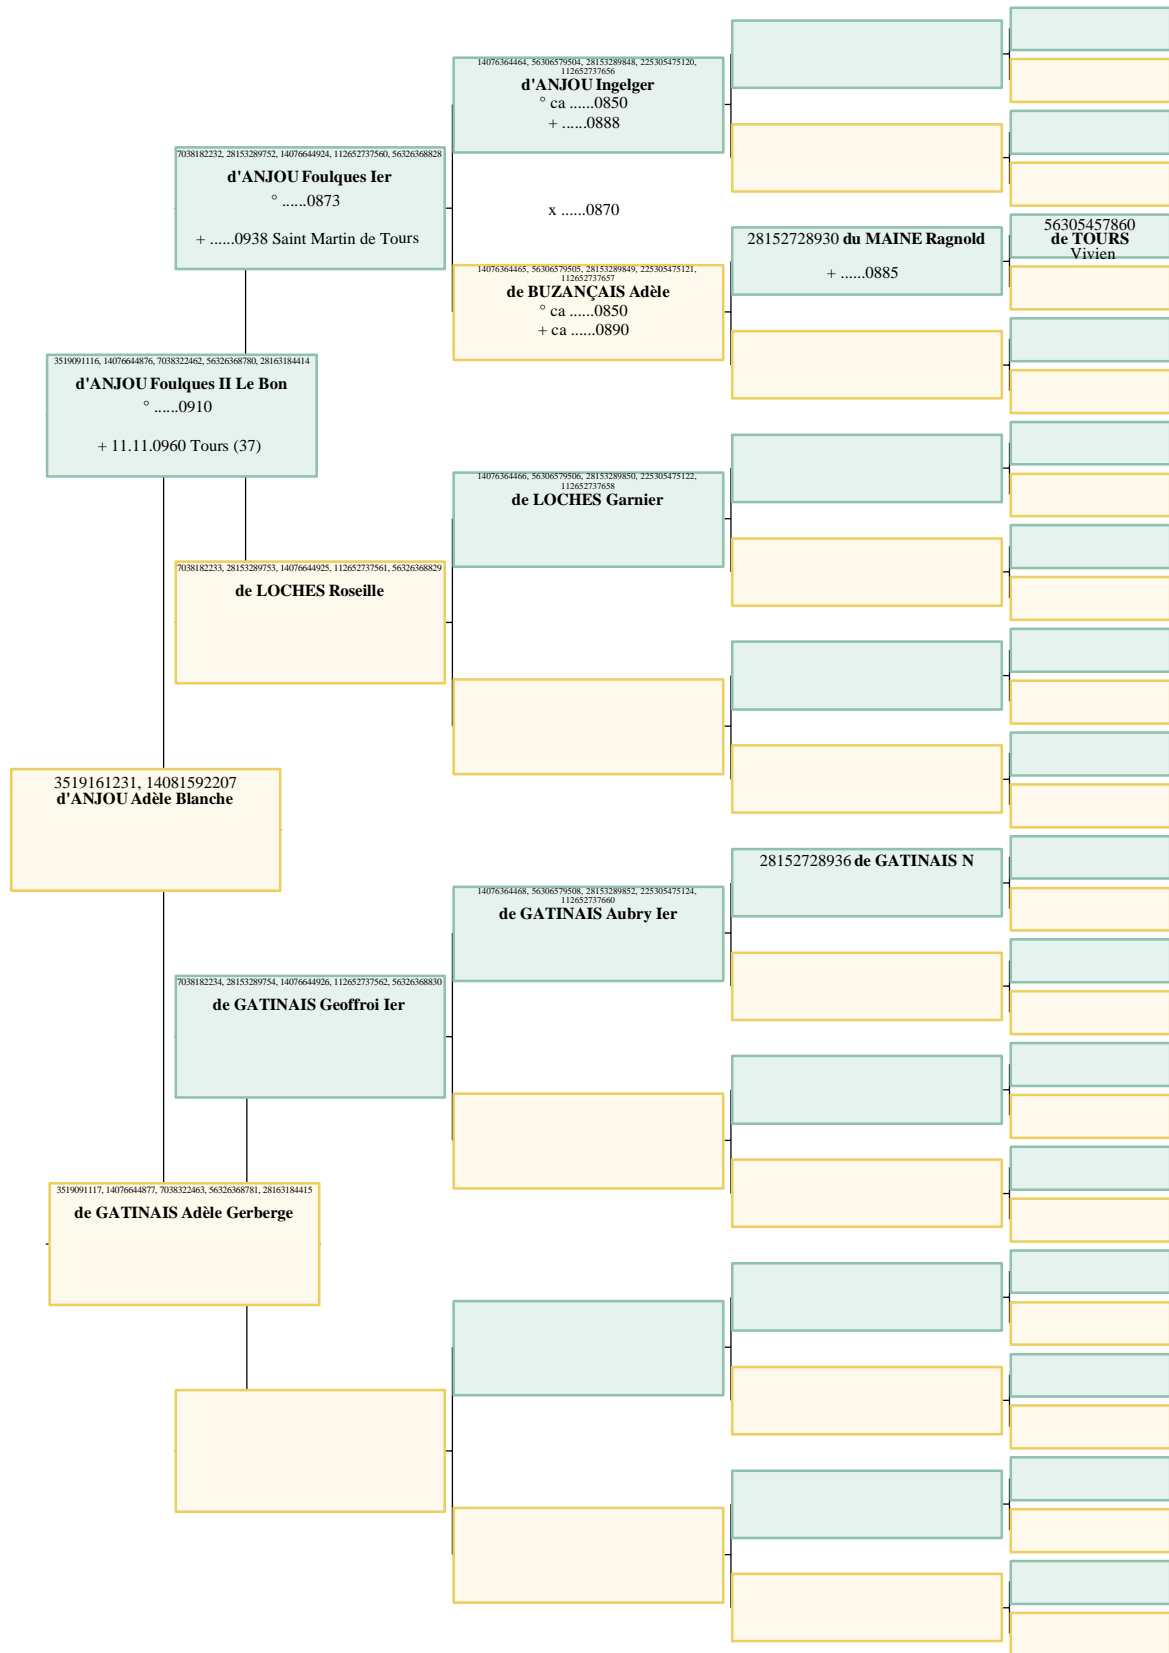 14076364464, 56306579504, 28153289848, 225305475120,
112652737656
d'ANJOU Ingelger
° ca ......0850
+ ......0888
7038182232, 28153289752, 14076644924, 112652737560, 56326368828
d'ANJOU Foulques Ier
° ......0873
+ ......0938 Saint Martin de Tours
x ......0870
28152728930 du MAINE Ragnold
+ ......0885
56305457860
de TOURS
Vivien
14076364465, 56306579505, 28153289849, 225305475121,
112652737657
de BUZANÇAIS Adèle
° ca ......0850
+ ca ......0890
3519091116, 14076644876, 7038322462, 56326368780, 28163184414
d'ANJOU Foulques II Le Bon
° ......0910
+ 11.11.0960 Tours (37)
14076364466, 56306579506, 28153289850, 225305475122,
112652737658
de LOCHES Garnier
7038182233, 28153289753, 14076644925, 112652737561, 56326368829
de LOCHES Roseille
3519161231, 14081592207
d'ANJOU Adèle Blanche
28152728936 de GATINAIS N
14076364468, 56306579508, 28153289852, 225305475124,
112652737660
de GATINAIS Aubry Ier
7038182234, 28153289754, 14076644926, 112652737562, 56326368830
de GATINAIS Geoffroi Ier
3519091117, 14076644877, 7038322463, 56326368781, 28163184415
de GATINAIS Adèle Gerberge